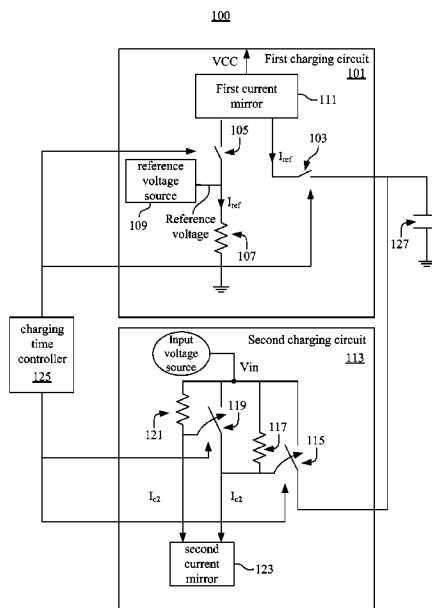 100
First charging circuit
101
VCC
First current
mirror
111
105
103
Iref
reference
voltage
source
109
Iref
Reference
voltage
107
127
charging
time
controller
125
Second charging circuit
113
Input
voltage
source
Vin
119
117
115
121
Ic2
Ic2
second
current
mirror
123